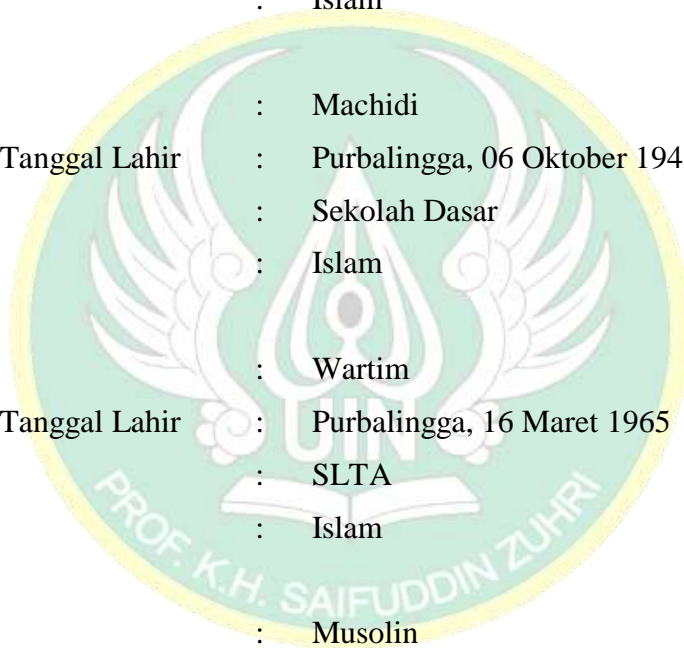 : Islam
: Machidi
Tanggal Lahir : Purbalingga, 06 Oktober 194
: Sekolah Dasar
: Islam
: Wartim
Tanggal Lahir : Purbalingga, 16 Maret 1965
: SLTA
: Islam
: Musolin
UIN
PROF. K.H. SAIFUDDIN ZUHRI